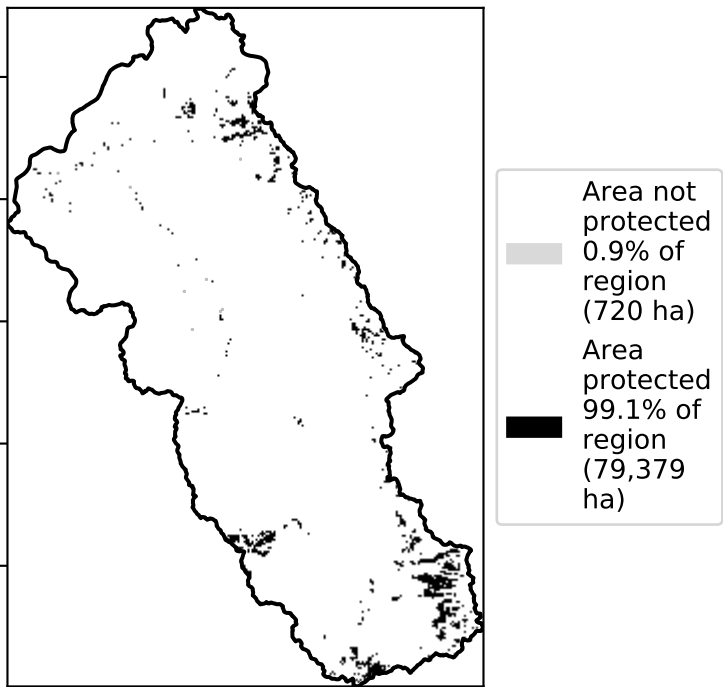 Area not
protected
0.9% of
region
(720 ha)
Area
protected
99.1% of
region
(79,379
ha)